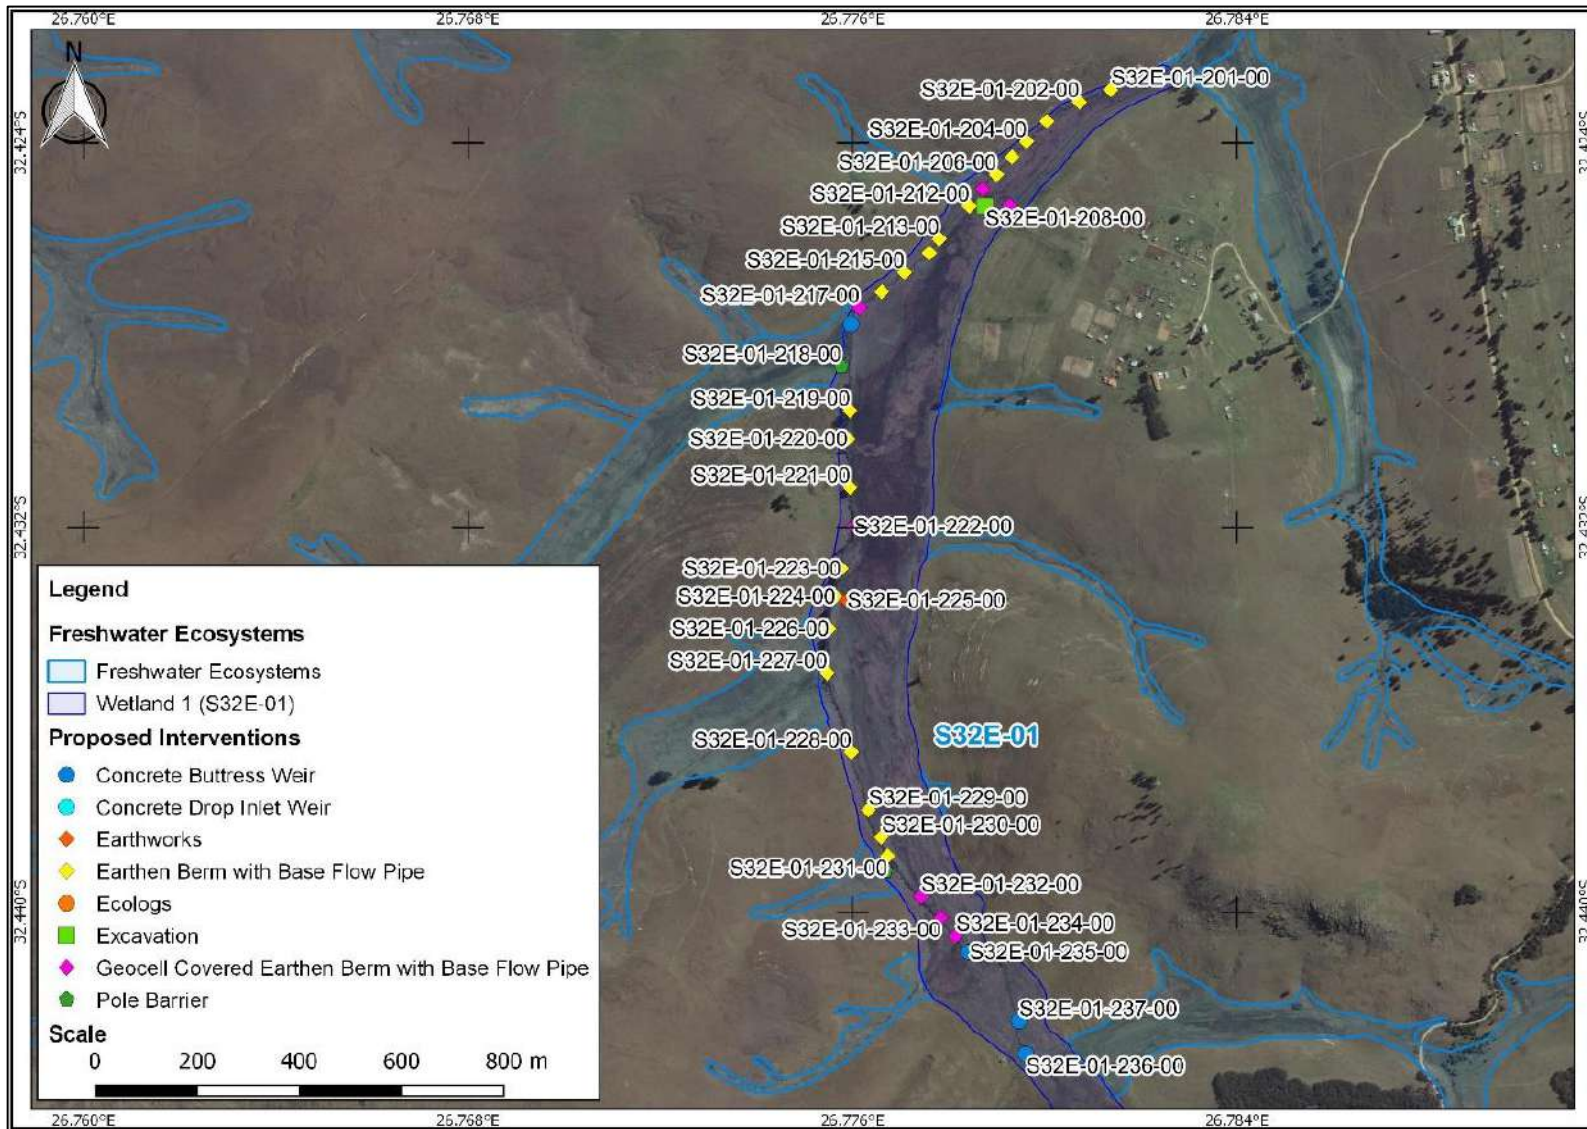 26.760°E 26.768°E 26.776°E 26.784°E
N
S32E-01-201-00
S32E-01-202-00
S32E-01-204-00
32.424°S 32.424°S
S32E-01-206-00
S32E-01-212-00
S32E-01-208-00
S32E-01-213-00
S32E-01-215-00
S32E-01-217-00
S32E-01-218-00
S32E-01-219-00
S32E-01-220-00
S32E-01-221-00
S32E-01-222-00
32.432°S 32.432°S
S32E-01-223-00
S32E-01-224-00
S32E-01-225-00
S32E-01-226-00
S32E-01-227-00
S32E-01-228-00
S32E-01
S32E-01-229-00
S32E-01-230-00
S32E-01-231-00
S32E-01-232-00
S32E-01-233-00
S32E-01-234-00
32.440°S 32.440°S
S32E-01-235-00
S32E-01-237-00
S32E-01-236-00
Legend
Freshwater Ecosystems
Freshwater Ecosystems
Wetland 1 (S32E-01)
Proposed Interventions
Concrete Buttress Weir
Concrete Drop Inlet Weir
Earthworks
Earthen Berm with Base Flow Pipe
Ecologs
Excavation
Geocell Covered Earthen Berm with Base Flow Pipe
Pole Barrier
Scale
0 200 400 600 800 m
26.760°E 26.768°E 26.776°E 26.784°E